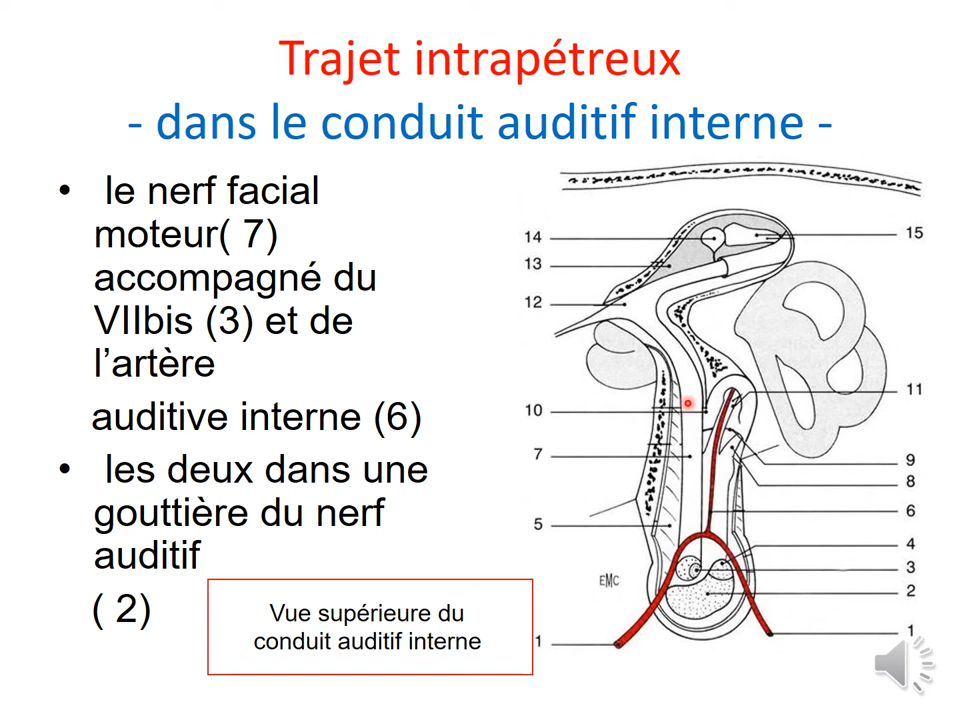 Trajet intrapétreux
- dans le conduit auditif interne -
• le nerf facial
moteur( 7)
accompagné du
VIIbis (3) et de
l’artère
auditive interne (6)
• les deux dans une
gouttière du nerf
auditif
( 2)
Vue supérieure du
conduit auditif interne
14
13
12
10
7
5
1
15
11
9
8
6
4
3
2
1
EMC